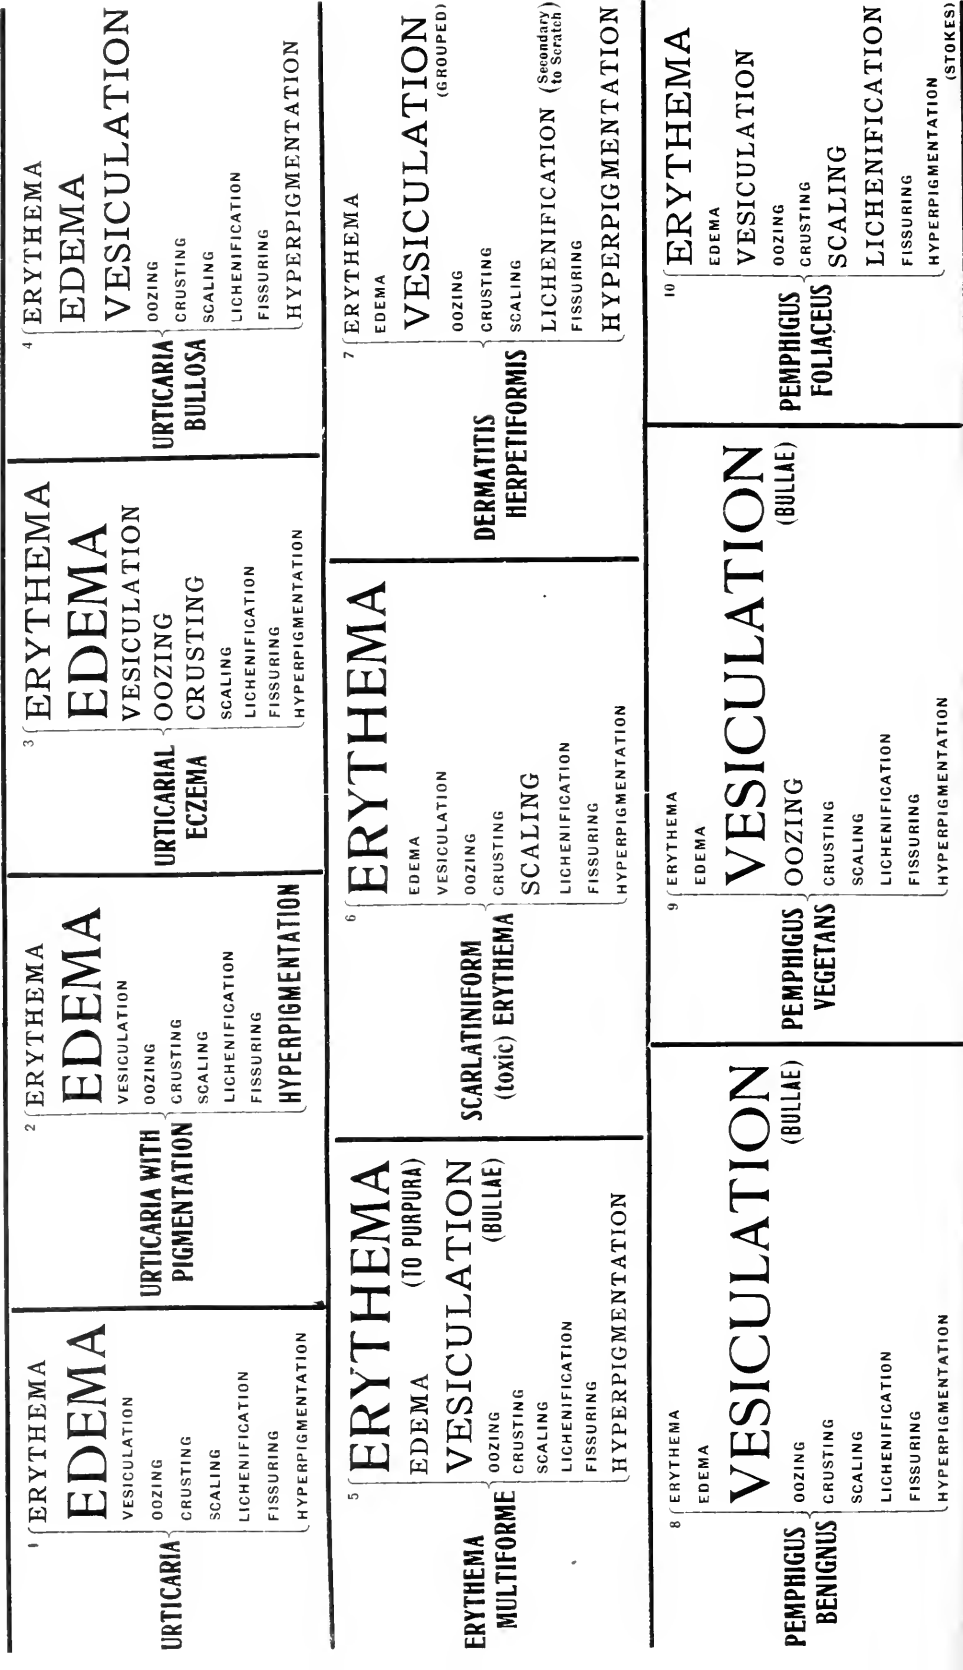 1
URTICARIA
ERYTHEMA
EDEMA
VESICULATION
OOZING
CRUSTING
SCALING
LICHENIFICATION
FISSURING
HYPERPIGMENTATION
2
URTICARIA WITH
PIGMENTATION
ERYTHEMA
EDEMA
VESICULATION
OOZING
CRUSTING
SCALING
LICHENIFICATION
FISSURING
HYPERPIGMENTATION
3
URTICARIAL
ECZEMA
ERYTHEMA
EDEMA
VESICULATION
OOZING
CRUSTING
SCALING
LICHENIFICATION
FISSURING
HYPERPIGMENTATION
4
URTICARIA
BULLOSA
ERYTHEMA
EDEMA
VESICULATION
OOZING
CRUSTING
SCALING
LICHENIFICATION
FISSURING
HYPERPIGMENTATION
5
ERYTHEMA
MULTIFORME
ERYTHEMA
(TO PURPURA)
EDEMA
VESICULATION
(BULLAE)
OOZING
CRUSTING
SCALING
LICHENIFICATION
FISSURING
HYPERPIGMENTATION
6
SCARLATINIFORM
(toxic) ERYTHEMA
ERYTHEMA
EDEMA
VESICULATION
OOZING
CRUSTING
SCALING
LICHENIFICATION
FISSURING
HYPERPIGMENTATION
7
DERMATITIS
HERPETIFORMIS
ERYTHEMA
EDEMA
VESICULATION
(GROUPED)
OOZING
CRUSTING
SCALING
LICHENIFICATION (Secondary to Scratch)
FISSURING
HYPERPIGMENTATION
8
PEMPHIGUS
BENIGNUS
ERYTHEMA
EDEMA
VESICULATION
(BULLAE)
OOZING
CRUSTING
SCALING
LICHENIFICATION
FISSURING
HYPERPIGMENTATION
9
PEMPHIGUS
VEGETANS
ERYTHEMA
EDEMA
VESICULATION
(BULLAE)
OOZING
CRUSTING
SCALING
LICHENIFICATION
FISSURING
HYPERPIGMENTATION
10
PEMPHIGUS
FOLIACEUS
ERYTHEMA
EDEMA
VESICULATION
OOZING
CRUSTING
SCALING
LICHENIFICATION
FISSURING
HYPERPIGMENTATION
(STOKES)